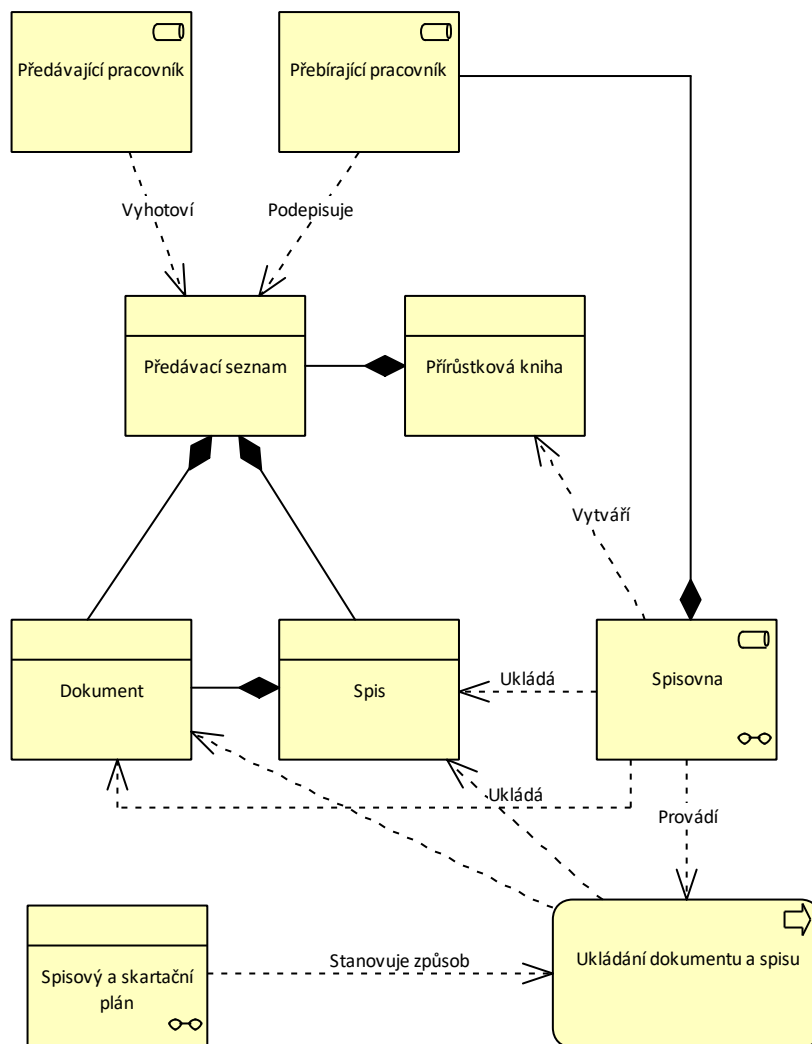 Předávající pracovník
Přebírající pracovník
Vyhotoví
Podepisuje
Předávací seznam
Přírůstková kniha
Vytváří
Dokument
Spis
Ukládá
Spisovna
Ukládá
Provádí
Spisový a skartační
plán
Stanovuje způsob
Ukládání dokumentu a spisu